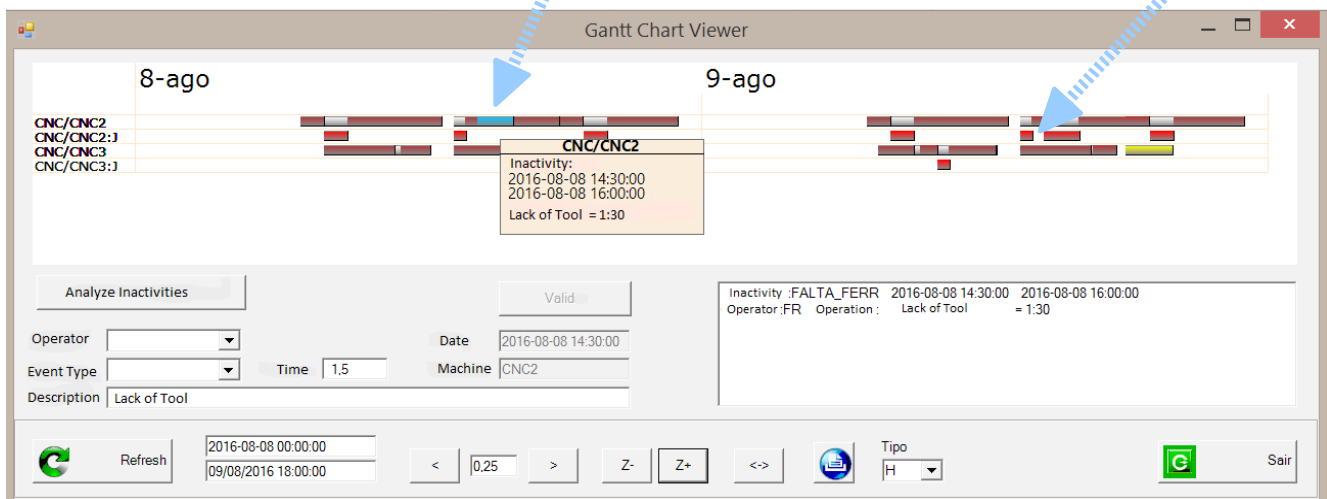 Gantt Chart Viewer
8-ago 9-ago
CNC/CNC2
CNC/CNC2:J
CNC/CNC3
CNC/CNC3:J
CNC/CNC2
Inactivity:
2016-08-08 14:30:00
2016-08-08 16:00:00
Lack of Tool = 1:30
Analyze Inactivities
Valid
Inactivity :FALTA_FERR 2016-08-08 14:30:00 2016-08-08 16:00:00
Operator:FR Operation : Lack of Tool = 1:30
Operator Date 2016-08-08 14:30:00
Event Type Time 1,5 Machine CNC2
Description Lack of Tool
Refresh
2016-08-08 00:00:00
09/08/2016 18:00:00
< 0,25 > Z- Z+ <->
Tipo
H
Sair